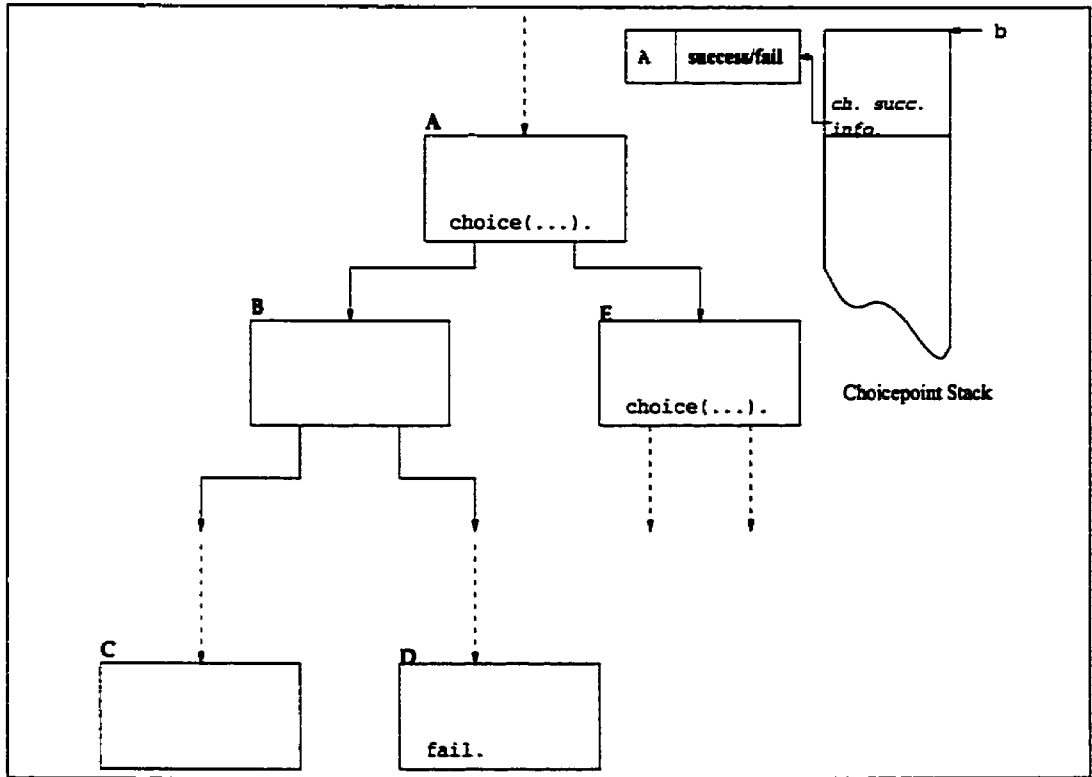 b
A success/fail
ch. succ.
info.
A
choice(...).
B
E
choice(...).
Choicepoint Stack
C
D
fail.